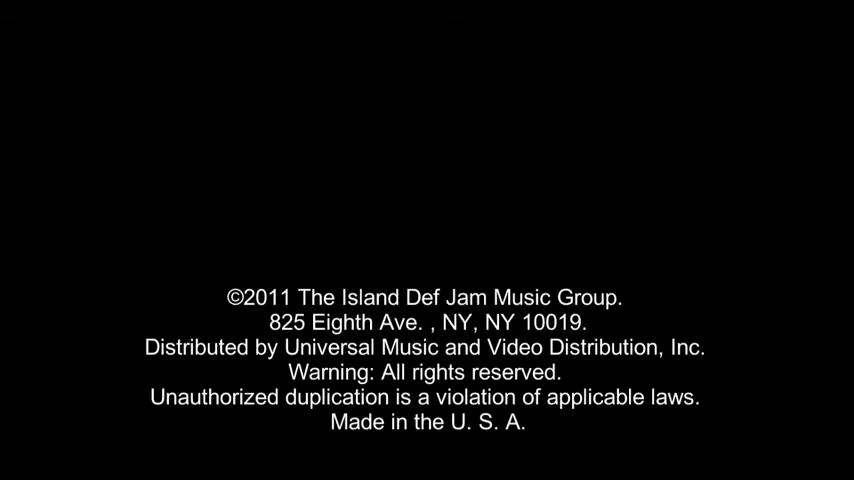 ©2011 The Island Def Jam Music Group.
825 Eighth Ave. , NY, NY 10019.
Distributed by Universal Music and Video Distribution, Inc.
Warning: All rights reserved.
Unauthorized duplication is a violation of applicable laws.
Made in the U. S. A.